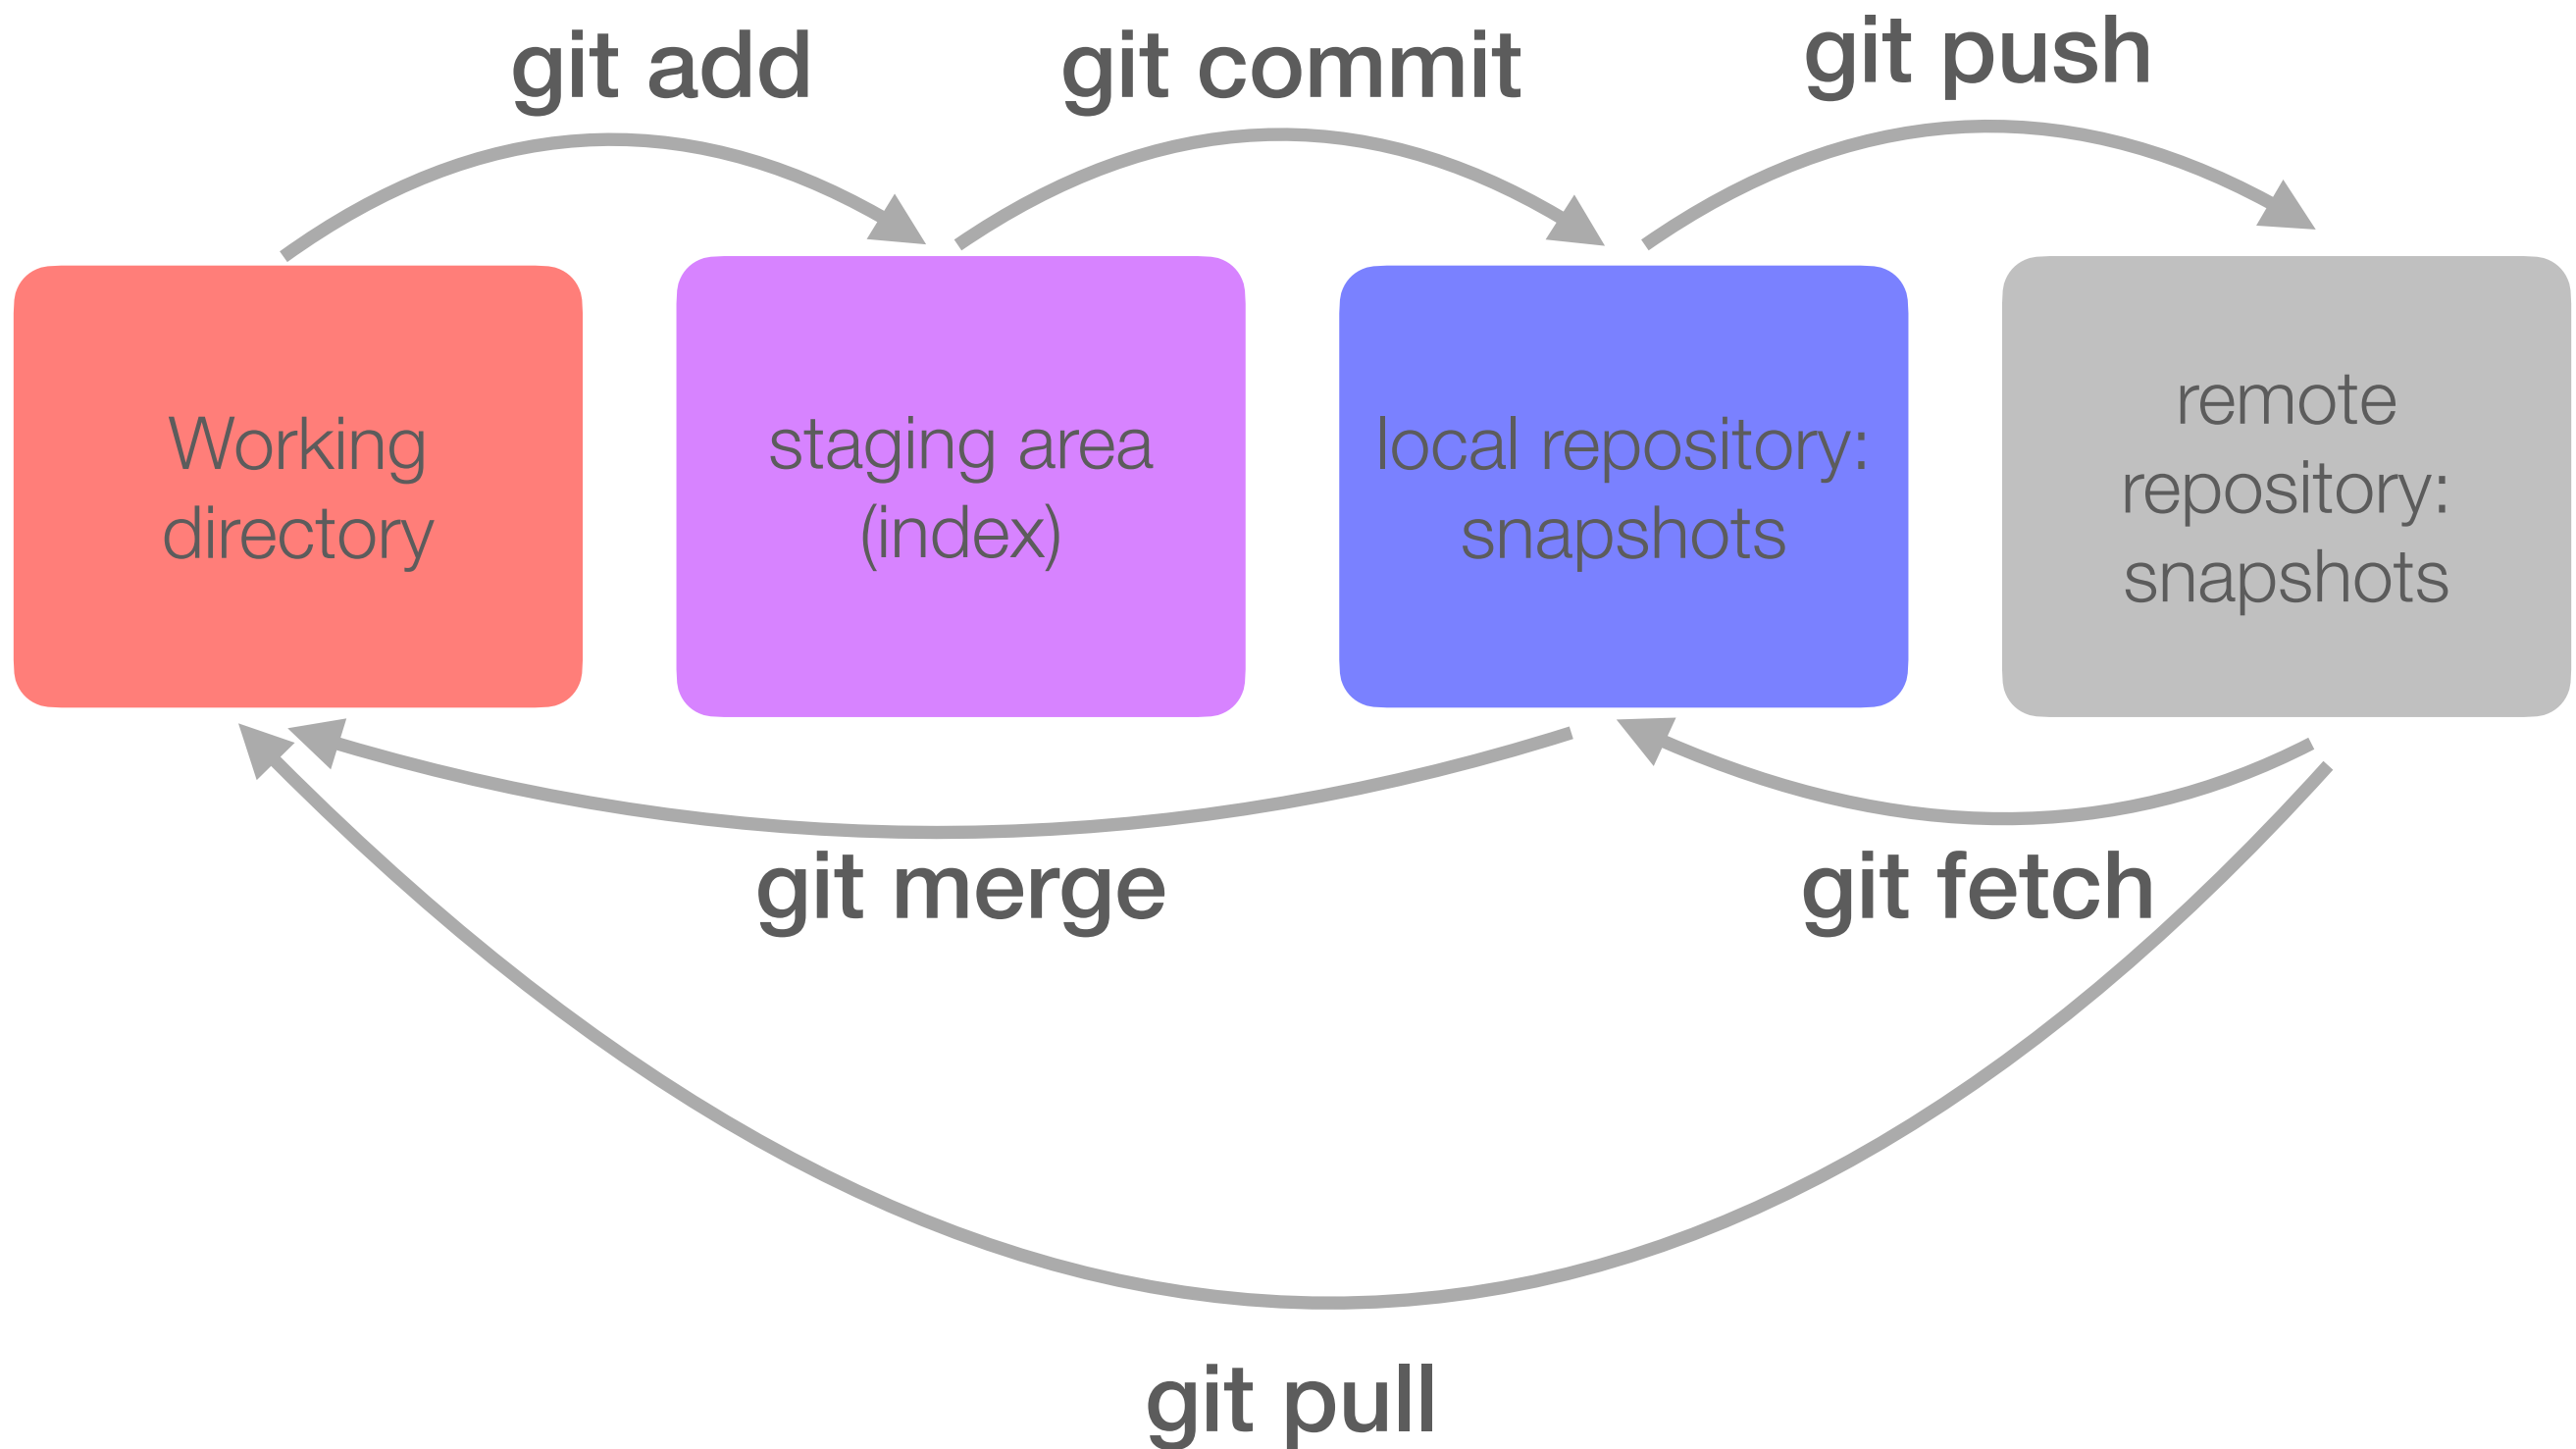 git add
git commit
git push
Working
directory
staging area
(index)
local repository:
snapshots
remote
repository:
snapshots
git merge
git fetch
git pull